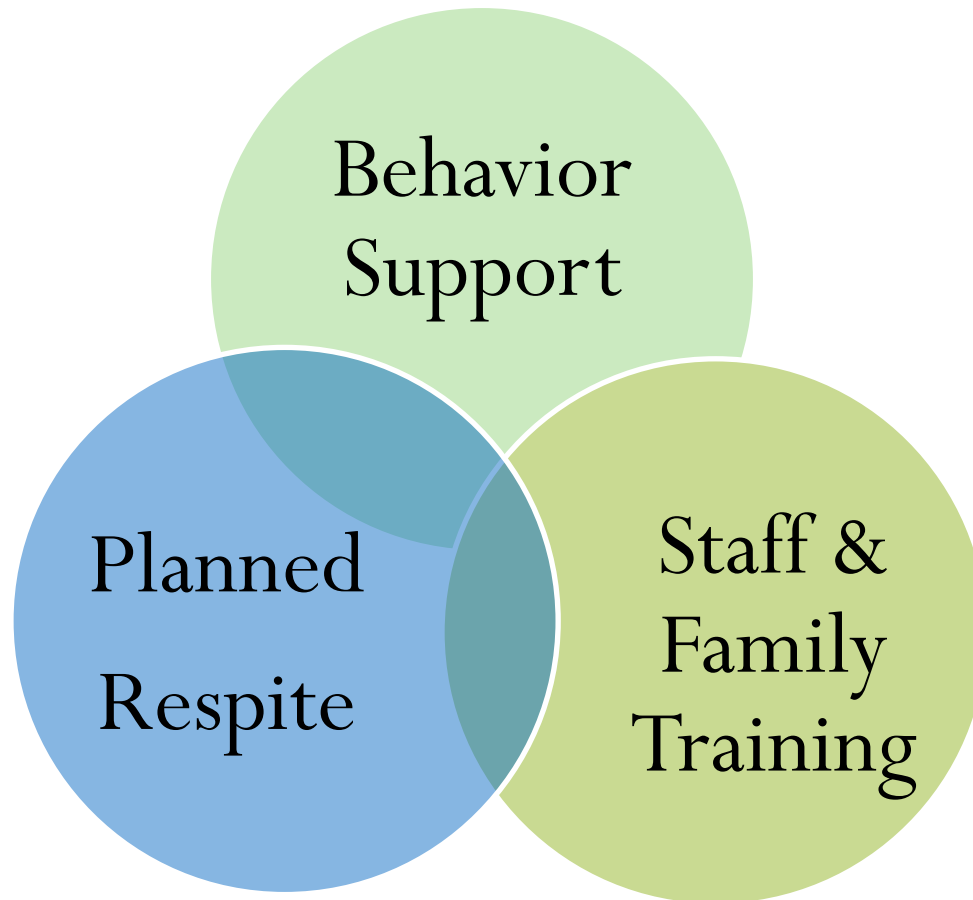 Behavior
Support
Planned
Respite
Staff &
Family
Training